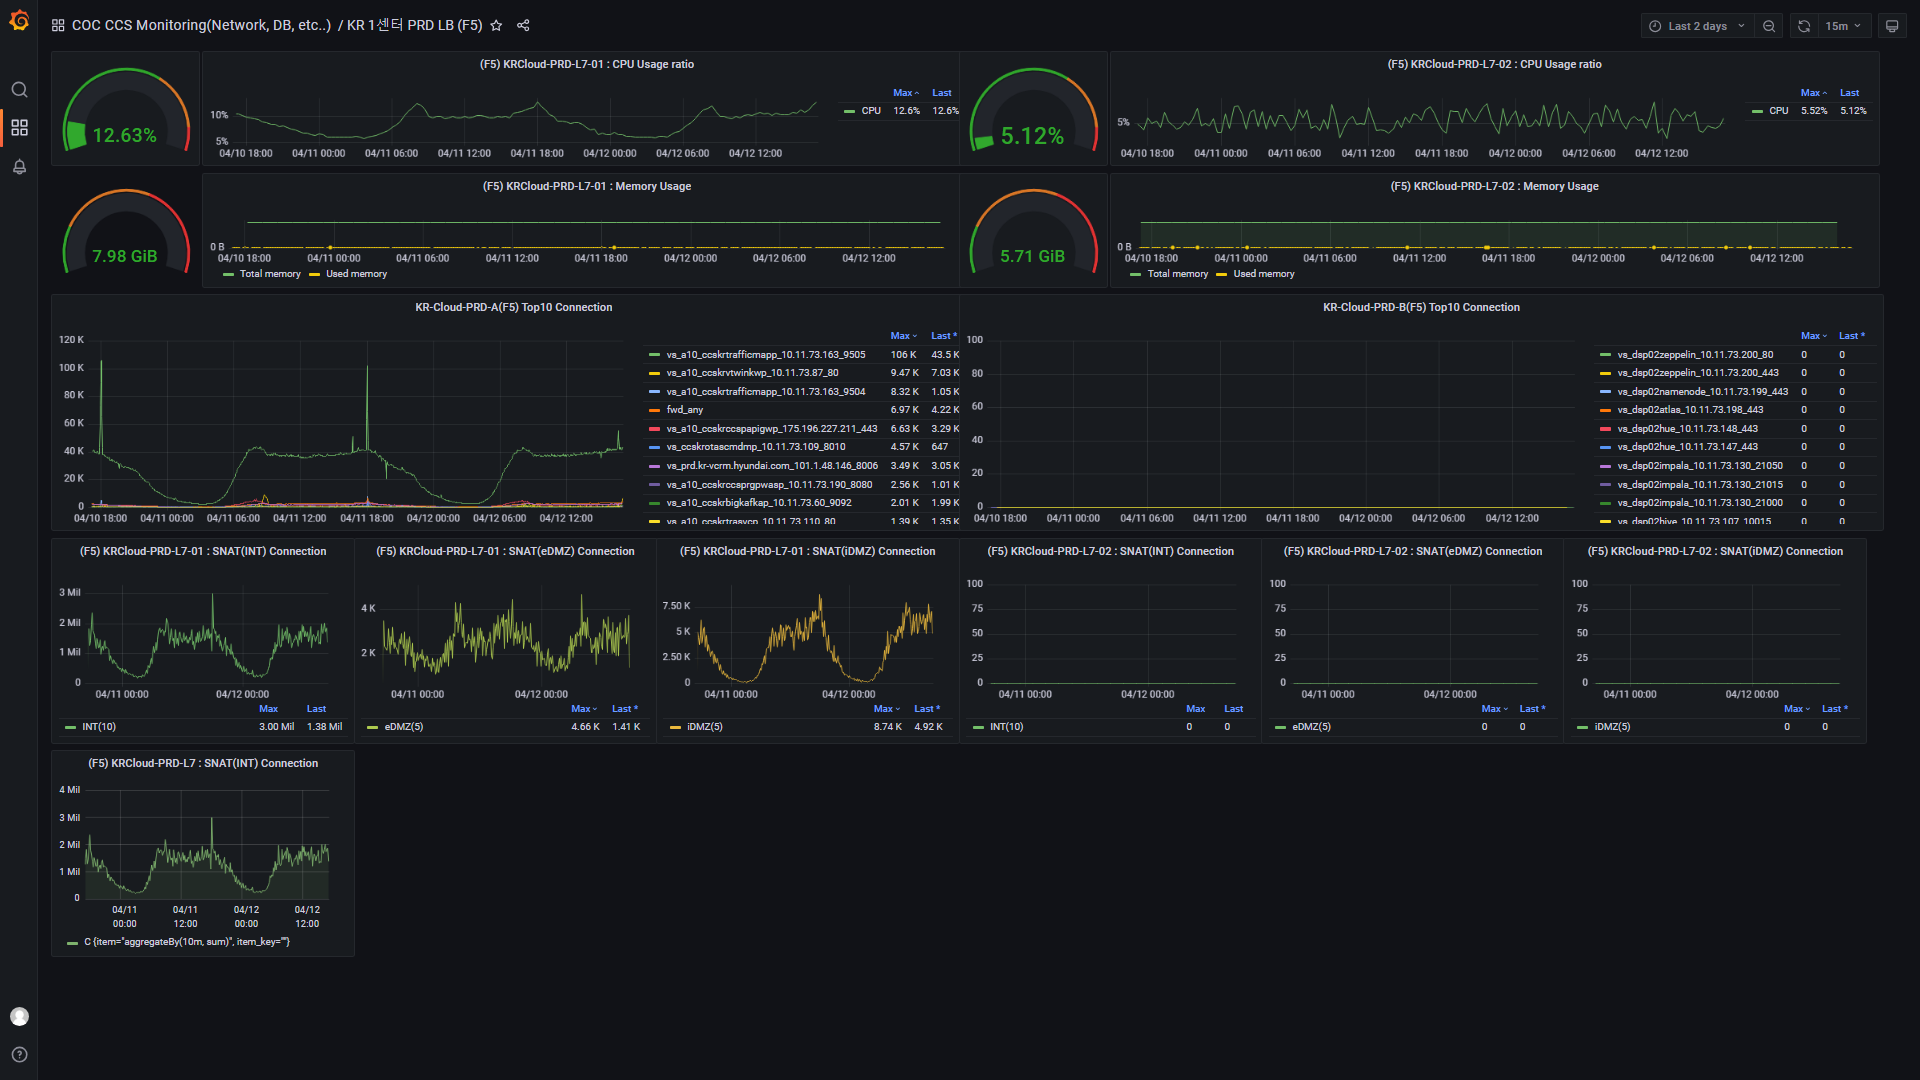 COC CCS Monitoring(Network, DB, etc..) / KR 1센터 PRD LB (F5)
Last 2 days
15m
12.63%
(F5) KRCloud-PRD-L7-01 : CPU Usage ratio
10%
5%
04/10 18:00 04/11 00:00 04/11 06:00 04/11 12:00 04/11 18:00 04/12 00:00 04/12 06:00 04/12 12:00
Max Last
CPU 12.6% 12.6%
5.12%
(F5) KRCloud-PRD-L7-02 : CPU Usage ratio
5%
04/10 18:00 04/11 00:00 04/11 06:00 04/11 12:00 04/11 18:00 04/12 00:00 04/12 06:00 04/12 12:00
Max Last
CPU 5.52% 5.12%
7.98 GiB
(F5) KRCloud-PRD-L7-01 : Memory Usage
0 B
04/10 18:00 04/11 00:00 04/11 06:00 04/11 12:00 04/11 18:00 04/12 00:00 04/12 06:00 04/12 12:00
Total memory Used memory
5.71 GiB
(F5) KRCloud-PRD-L7-02 : Memory Usage
0 B
04/10 18:00 04/11 00:00 04/11 06:00 04/11 12:00 04/11 18:00 04/12 00:00 04/12 06:00 04/12 12:00
Total memory Used memory
KR-Cloud-PRD-A(F5) Top10 Connection
120 K
100 K
80 K
60 K
40 K
20 K
0
04/10 18:00 04/11 00:00 04/11 06:00 04/11 12:00 04/11 18:00 04/12 00:00 04/12 06:00 04/12 12:00
Max Last *
vs_a10_ccskrtrafficmapp_10.11.73.163_9505 106 K 43.5 K
vs_a10_ccskrvtwinkwp_10.11.73.87_80 9.47 K 7.03 K
vs_a10_ccskrtrafficmapp_10.11.73.163_9504 8.32 K 1.05 K
fwd_any 6.97 K 4.22 K
vs_a10_ccskrccspapigwp_175.196.227.211_443 6.63 K 3.29 K
vs_ccskrotascmdmp_10.11.73.109_8010 4.57 K 647
vs_prd.kr-vcrm.hyundai.com_101.1.48.146_8006 3.49 K 3.05 K
vs_a10_ccskrccsprgpwasp_10.11.73.190_8080 2.56 K 1.01 K
vs_a10_ccskrbigkafkap_10.11.73.60_9092 2.01 K 1.99 K
vs_a10_ccskrtrasvcp_10.11.73.110_80 1.39 K 1.35 K
KR-Cloud-PRD-B(F5) Top10 Connection
100
80
60
40
20
0
04/10 18:00 04/11 00:00 04/11 06:00 04/11 12:00 04/11 18:00 04/12 00:00 04/12 06:00 04/12 12:00
Max Last *
vs_dsp02zeppelin_10.11.73.200_80 0 0
vs_dsp02zeppelin_10.11.73.200_443 0 0
vs_dsp02namenode_10.11.73.199_443 0 0
vs_dsp02atlas_10.11.73.198_443 0 0
vs_dsp02hue_10.11.73.148_443 0 0
vs_dsp02hue_10.11.73.147_443 0 0
vs_dsp02impala_10.11.73.130_21050 0 0
vs_dsp02impala_10.11.73.130_21015 0 0
vs_dsp02impala_10.11.73.130_21000 0 0
vs_dsp02hive_10.11.73.107_10015 0 0
(F5) KRCloud-PRD-L7-01 : SNAT(INT) Connection
3 Mil
2 Mil
1 Mil
0
04/11 00:00 04/12 00:00
Max Last
INT(10) 3.00 Mil 1.38 Mil
(F5) KRCloud-PRD-L7-01 : SNAT(eDMZ) Connection
4 K
2 K
04/11 00:00 04/12 00:00
Max Last *
eDMZ(5) 4.66 K 1.41 K
(F5) KRCloud-PRD-L7-01 : SNAT(iDMZ) Connection
7.50 K
5 K
2.50 K
0
04/11 00:00 04/12 00:00
Max Last *
iDMZ(5) 8.74 K 4.92 K
(F5) KRCloud-PRD-L7-02 : SNAT(INT) Connection
100
75
50
25
0
04/11 00:00 04/12 00:00
Max Last
INT(10) 0 0
(F5) KRCloud-PRD-L7-02 : SNAT(eDMZ) Connection
100
75
50
25
0
04/11 00:00 04/12 00:00
Max Last *
eDMZ(5) 0 0
(F5) KRCloud-PRD-L7-02 : SNAT(iDMZ) Connection
100
75
50
25
0
04/11 00:00 04/12 00:00
Max Last *
iDMZ(5) 0 0
(F5) KRCloud-PRD-L7 : SNAT(INT) Connection
4 Mil
3 Mil
2 Mil
1 Mil
0
04/11 04/11 04/12 04/12
00:00 12:00 00:00 12:00
C {item="aggregateBy(10m, sum)", item_key=""}